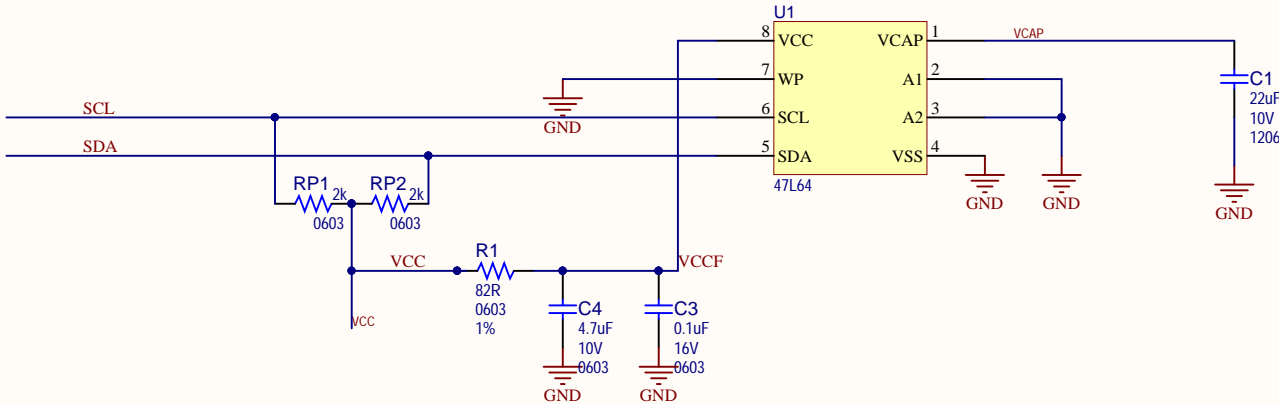 U1
8 VCC VCAP 1 VCAP
7 WP A1 2
6 SCL A2 3
5 SDA VSS 4
47L64
C1
22uF
10V
1206
GND
GND
GND
GND
SCL
SDA
RP1 2k
0603
RP2 2k
0603
VCC
VCC
R1
82R
0603
1%
VCCF
C4
4.7uF
10V
0603
GND
C3
0.1uF
16V
0603
GND